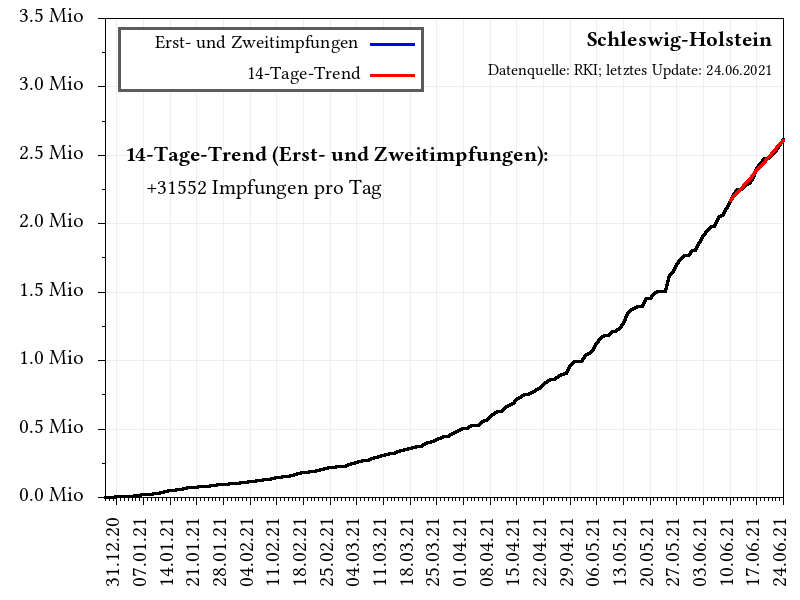 3.5 Mio
3.0 Mio
2.5 Mio
2.0 Mio
1.5 Mio
1.0 Mio
0.5 Mio
0.0 Mio
Erst- und Zweitimpfungen
14-Tage-Trend
Schleswig-Holstein
Datenquelle: RKI; letztes Update: 24.06.2021
14-Tage-Trend (Erst- und Zweitimpfungen):
+31552 Impfungen pro Tag
31.12.20
07.01.21
14.01.21
21.01.21
28.01.21
04.02.21
11.02.21
18.02.21
25.02.21
04.03.21
11.03.21
18.03.21
25.03.21
01.04.21
08.04.21
15.04.21
22.04.21
29.04.21
06.05.21
13.05.21
20.05.21
27.05.21
03.06.21
10.06.21
17.06.21
24.06.21